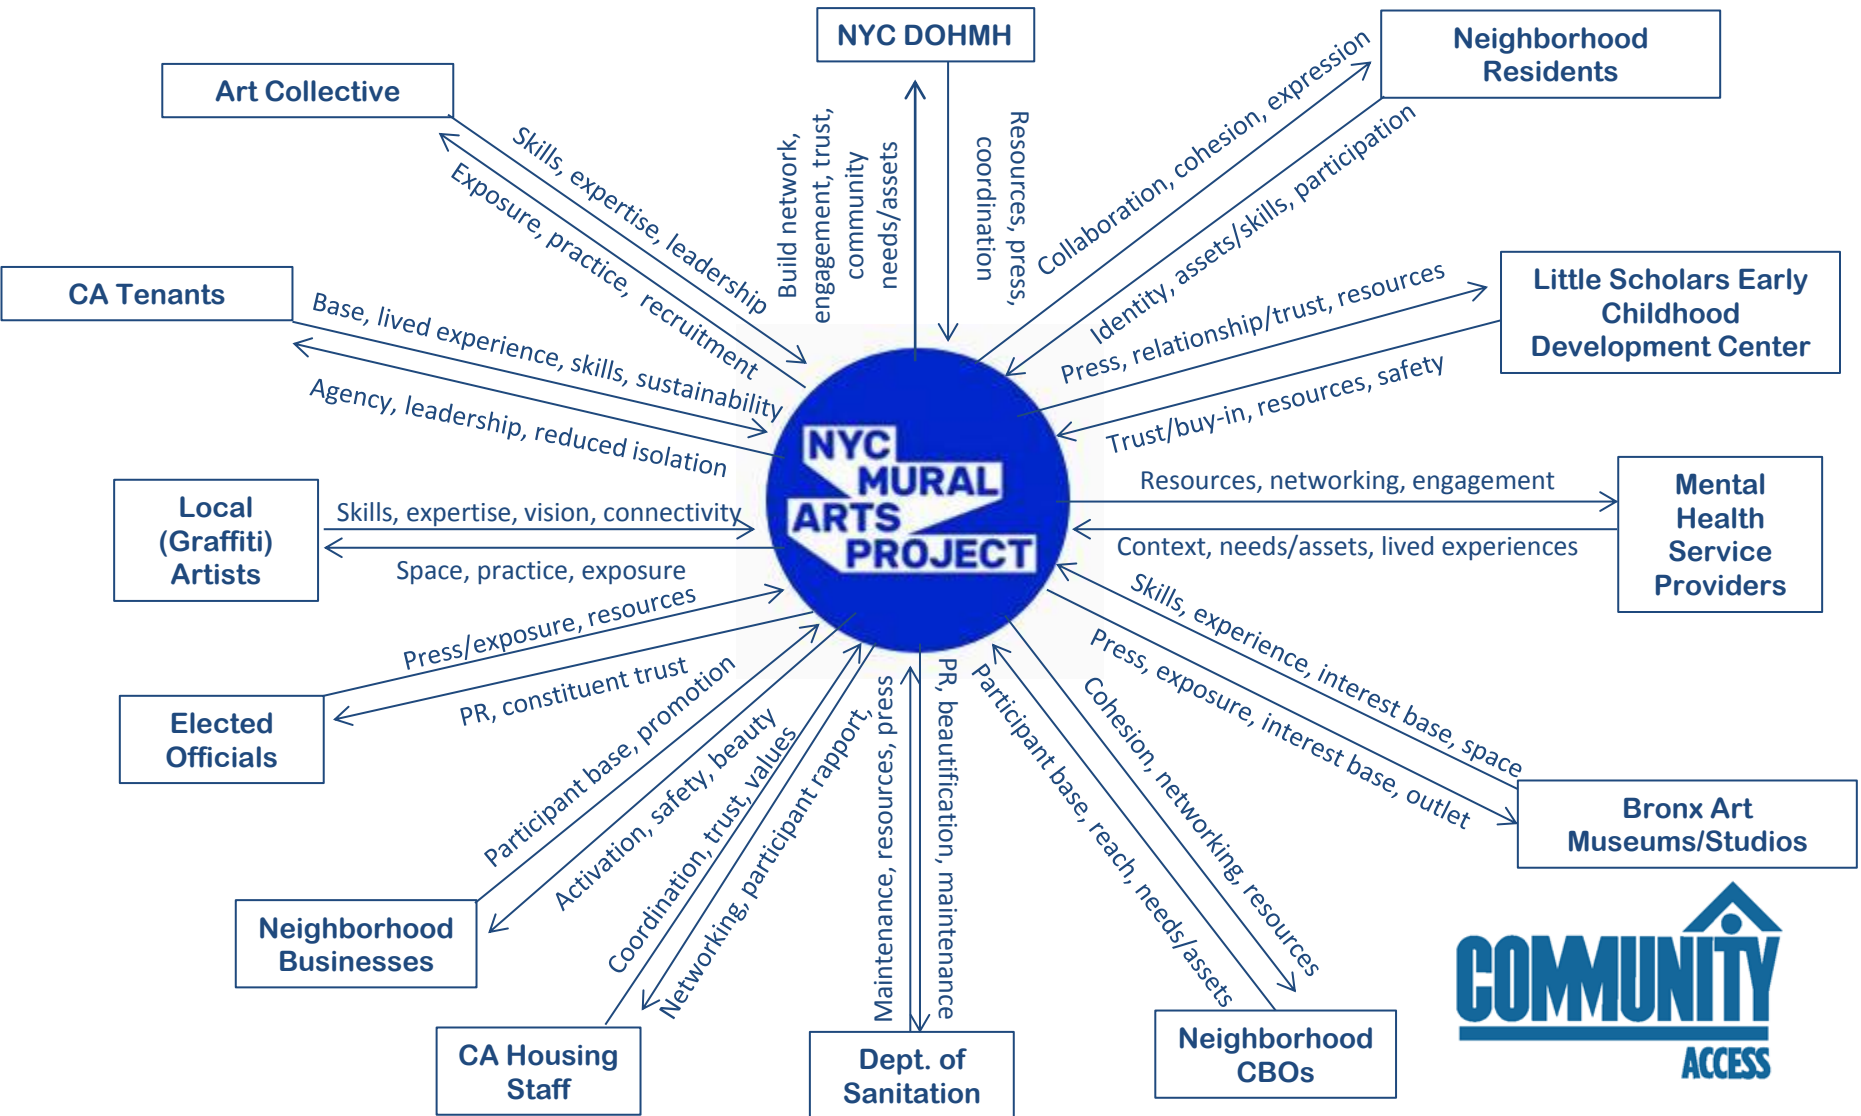 NYC DOHMH
Neighborhood
Residents
Art Collective
Skills, expertise, leadership
Exposure, practice, recruitment
Build network,
engagement, trust,
community
needs/assets
Resources, press,
coordination
Collaboration, cohesion, expression
Identity, assets/skills, participation
CA Tenants
Base, lived experience, skills, sustainability
Agency, leadership, reduced isolation
Press, relationship/trust, resources
Trust/buy-in, resources, safety
Little Scholars Early
Childhood
Development Center
NYC
MURAL
ARTS
PROJECT
Local
(Graffiti)
Artists
Skills, expertise, vision, connectivity
Space, practice, exposure
Resources, networking, engagement
Context, needs/assets, lived experiences
Mental
Health
Service
Providers
Press/exposure, resources
PR, constituent trust
Elected
Officials
Skills, experience, interest base, space
Press, exposure, interest base, outlet
Bronx Art
Museums/Studios
Participant base, promotion
Activation, safety, beauty
Neighborhood
Businesses
Coordination, trust, values
Networking, participant rapport,
CA Housing
Staff
Maintenance, resources, press
PR, beautification, maintenance
Dept. of
Sanitation
Participant base, reach, needs/assets
Cohesion, networking, resources
Neighborhood
CBOs
COMMUNITY
ACCESS